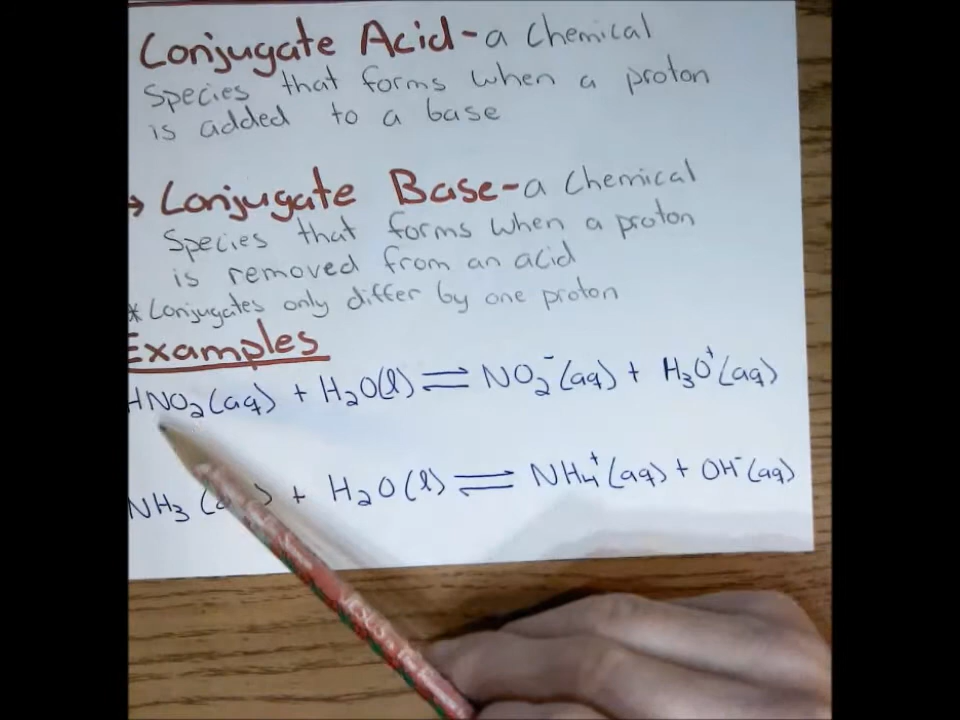 Conjugate Acid-a chemical
Species that forms when a proton
is added to a base
→ Conjugate Base-a chemical
Species that forms when a proton
is removed from an acid
*Conjugates only differ by one proton
Examples
HNO₂(aq) + H₂O(l) ⇌ NO₂⁻(aq) + H₃O⁺(aq)
NH₃ ( ) + H₂O(l) ⇌ NH₄⁺(aq) + OH⁻(aq)
JESUS